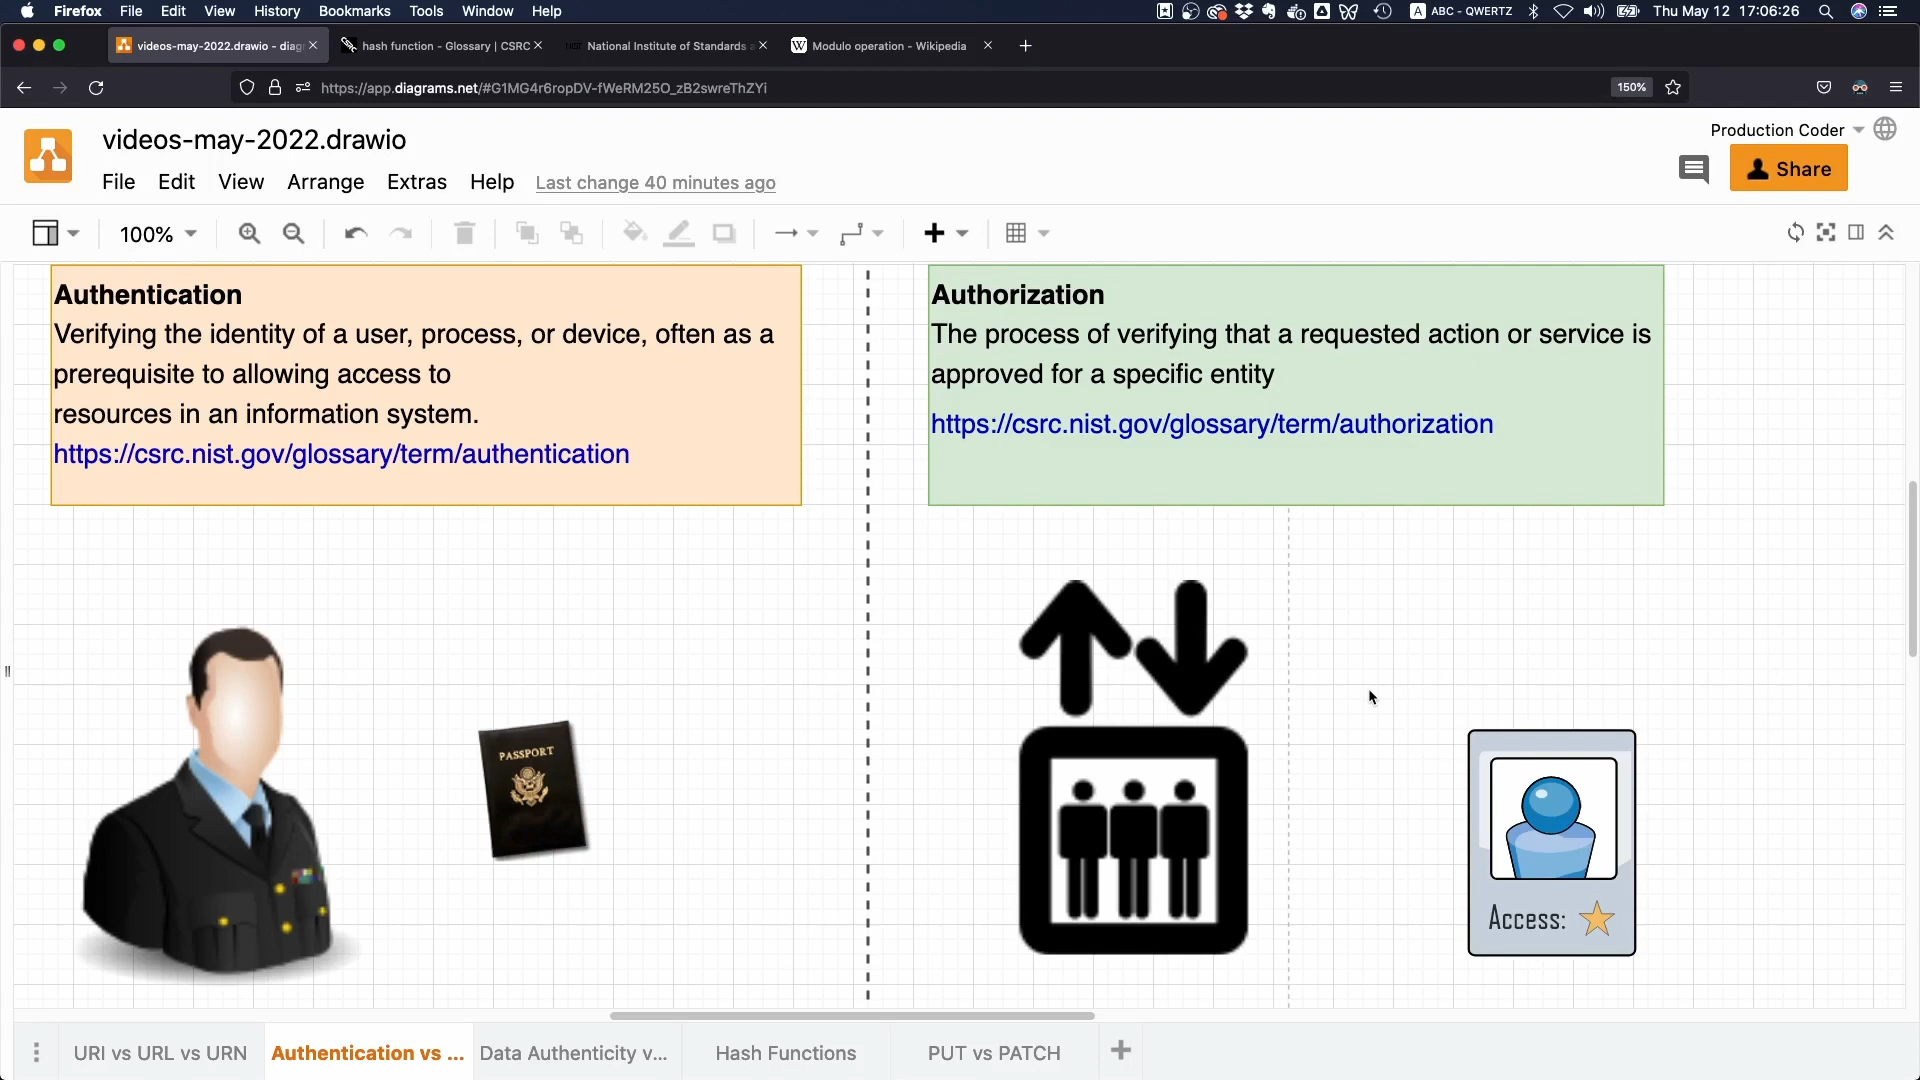 Firefox File Edit View History Bookmarks Tools Window Help
A ABC - QWERTZ Thu May 12 17:06:26
videos-may-2022.drawio - diag
hash function - Glossary | CSRC
National Institute of Standards a
W Modulo operation - Wikipedia
https://app.diagrams.net/#G1MG4r6ropDV-fWeRM25O_zB2swreThZYi
150%
videos-may-2022.drawio
Production Coder
File Edit View Arrange Extras Help Last change 40 minutes ago
Share
100%
Authentication
Verifying the identity of a user, process, or device, often as a
prerequisite to allowing access to
resources in an information system.
https://csrc.nist.gov/glossary/term/authentication
Authorization
The process of verifying that a requested action or service is
approved for a specific entity
https://csrc.nist.gov/glossary/term/authorization
PASSPORT
Access:
URI vs URL vs URN
Authentication vs ...
Data Authenticity v...
Hash Functions
PUT vs PATCH